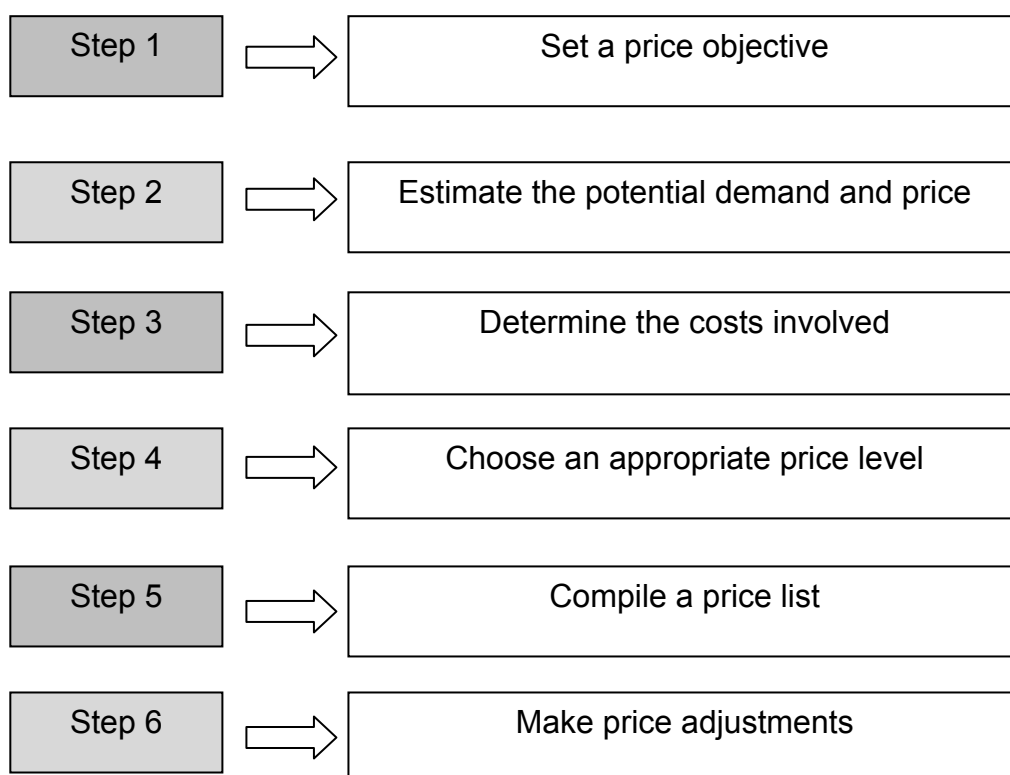 Step 1
Set a price objective
Step 2
Estimate the potential demand and price
Step 3
Determine the costs involved
Step 4
Choose an appropriate price level
Step 5
Compile a price list
Step 6
Make price adjustments